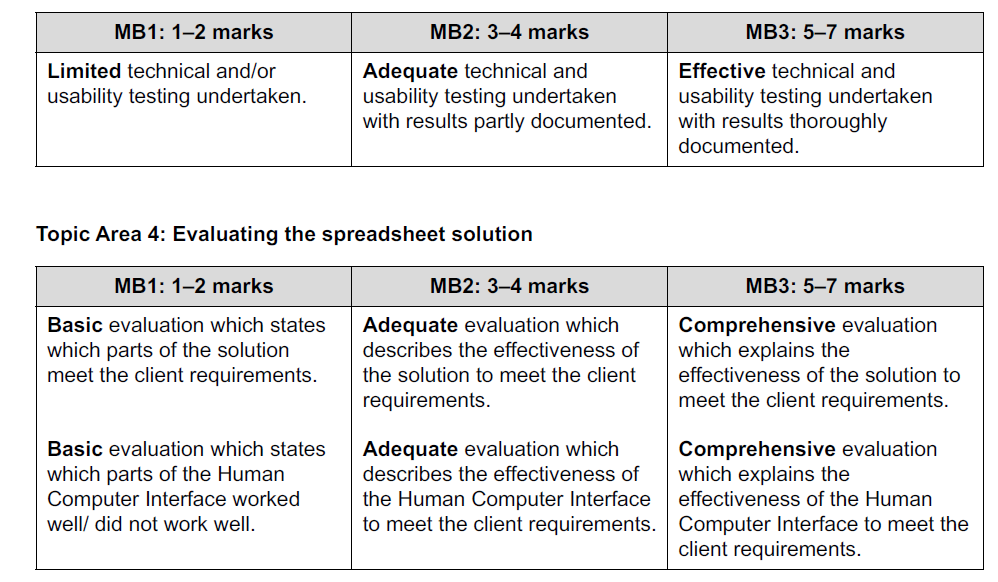 MB1: 1–2 marks
MB2: 3–4 marks
MB3: 5–7 marks
Limited technical and/or
usability testing undertaken.
Adequate technical and
usability testing undertaken
with results partly documented.
Effective technical and
usability testing undertaken
with results thoroughly
documented.
Topic Area 4: Evaluating the spreadsheet solution
MB1: 1–2 marks
MB2: 3–4 marks
MB3: 5–7 marks
Basic evaluation which states
which parts of the solution
meet the client requirements.
Basic evaluation which states
which parts of the Human
Computer Interface worked
well/ did not work well.
Adequate evaluation which
describes the effectiveness of
the solution to meet the client
requirements.
Adequate evaluation which
describes the effectiveness of
the Human Computer Interface
to meet the client requirements.
Comprehensive evaluation
which explains the
effectiveness of the solution to
meet the client requirements.
Comprehensive evaluation
which explains the
effectiveness of the Human
Computer Interface to meet the
client requirements.